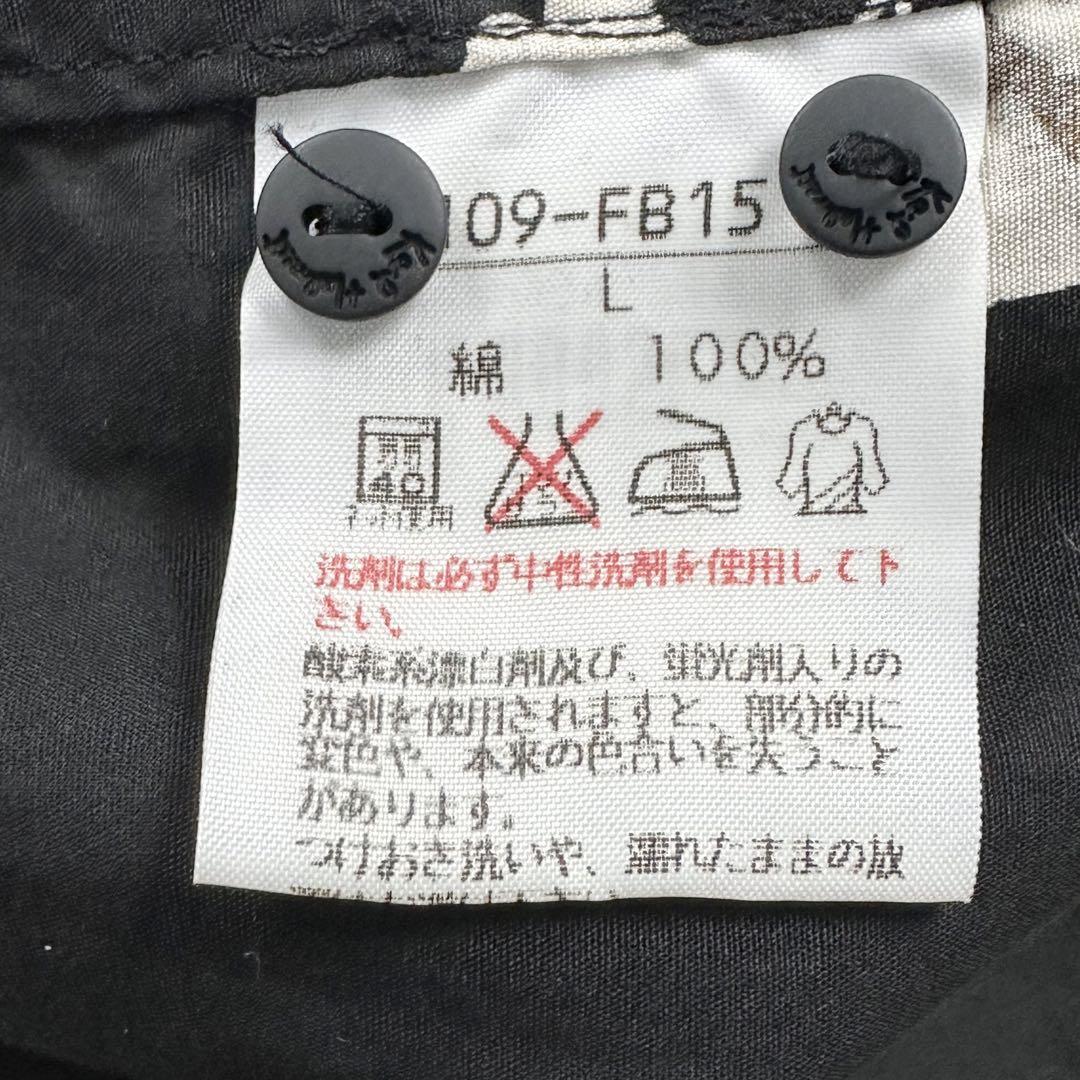 109-FB15
L
綿 100%
40
ネット使用
洗剤は必ず中性洗剤を使用して下
さい。
酸素系漂白剤及び、蛍光剤入りの
洗剤を使用されますと、部分的に
変色や、本来の色合いを失うこと
があります。
つけおき洗いや、濡れたままの放